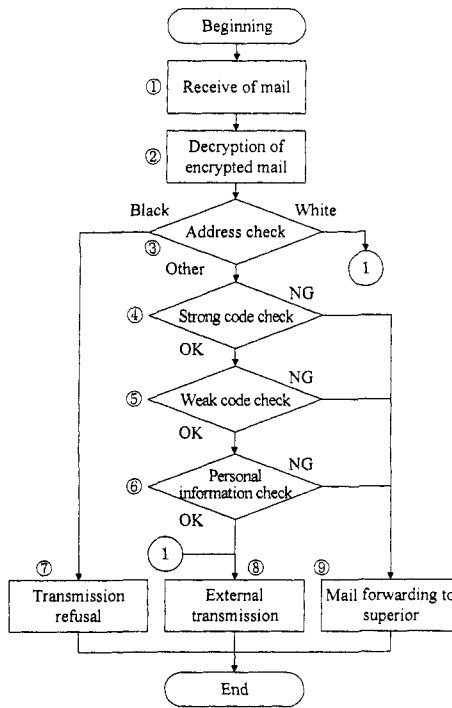 Beginning
① Receive of mail
② Decryption of
encrypted mail
Black
White
③ Address check
1
Other
NG
④ Strong code check
OK
NG
⑤ Weak code check
OK
NG
⑥ Personal
information check
OK
1
⑦ ⑧ ⑨
Transmission
refusal
External
transmission
Mail forwarding to
superior
End